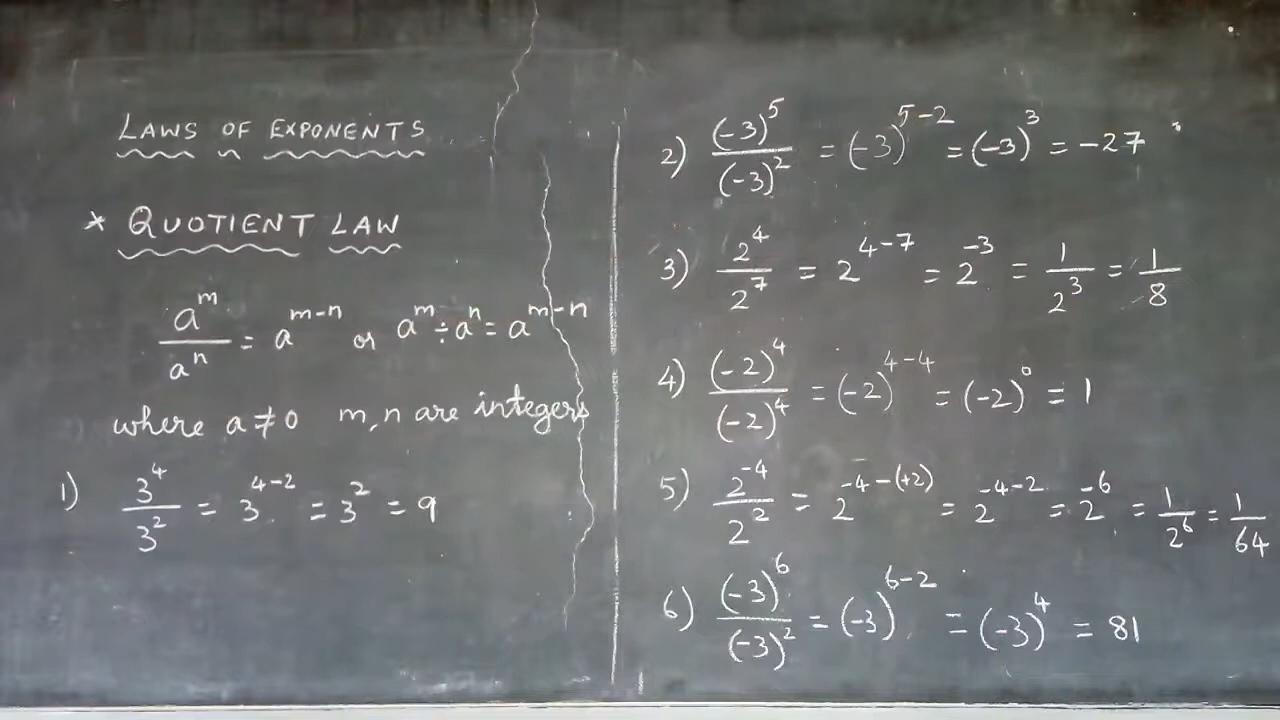 LAWS OF EXPONENTS
* QUOTIENT LAW
a^m/a^n = a^(m-n) or a^m ÷ a^n = a^(m-n)
where a ≠ 0 m, n are integers
1) 3^4/3^2 = 3^(4-2) = 3^2 = 9
2) (-3)^5/(-3)^2 = (-3)^(5-2) = (-3)^3 = -27
3) 2^4/2^7 = 2^(4-7) = 2^-3 = 1/2^3 = 1/8
4) (-2)^4/(-2)^4 = (-2)^(4-4) = (-2)^0 = 1
5) 2^-4/2^2 = 2^(-4-(+2)) = 2^(-4-2) = 2^-6 = 1/2^6 = 1/64
6) (-3)^6/(-3)^2 = (-3)^(6-2) = (-3)^4 = 81